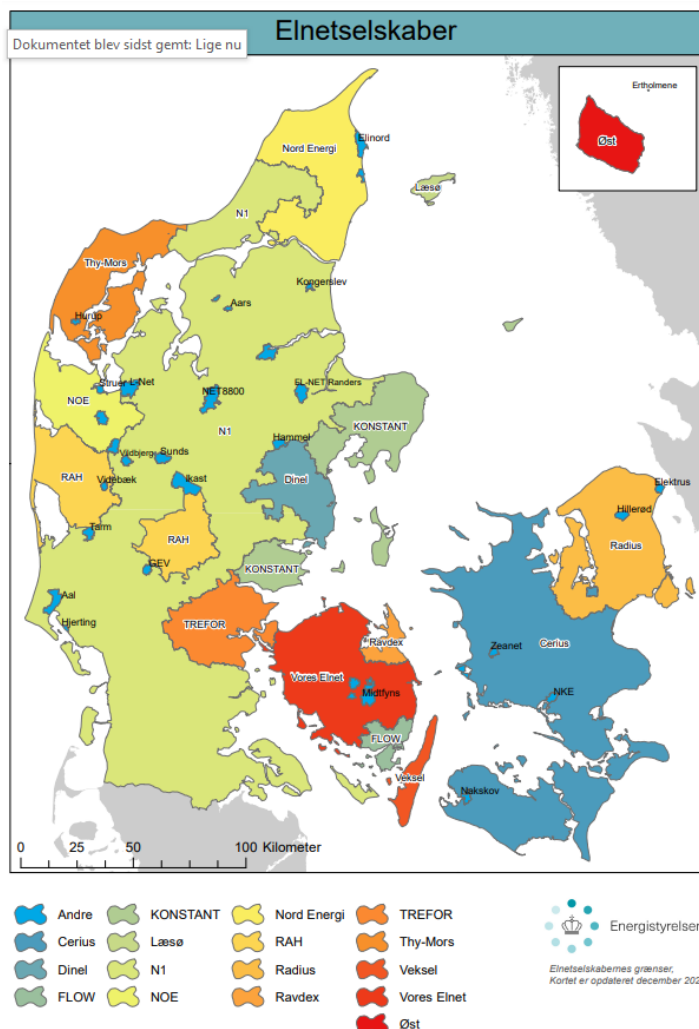 Elnetselskaber
Dokumentet blev sidst gemt: Lige nu
Ertholmene
Øst
Elinord
Nord Energi
Læsø
N1
Thy-Mors
Kongerslev
Aars
Hurup
Struer L-Net
EL-NET Randers
NET8800
NOE
KONSTANT
N1
Hammel
Vildbjerg
Sunds
RAH
Videbæk
Ikast
Dinel
Elektrus
Hillerød
Tarm
RAH
Radius
GEV
KONSTANT
Aal
Hjerting
TREFOR
Ravdex
Zeanet
Cerius
Vores Elnet
Midtfyns
NKE
FLOW
Veksel
Nakskov
0 25 50 100 Kilometer
Andre KONSTANT Nord Energi TREFOR
Cerius Læsø RAH Thy-Mors
Dinel N1 Radius Veksel
FLOW NOE Ravdex Vores Elnet
Øst
Energistyrelsen
Elnetselskabernes grænser,
Kortet er opdateret december 202